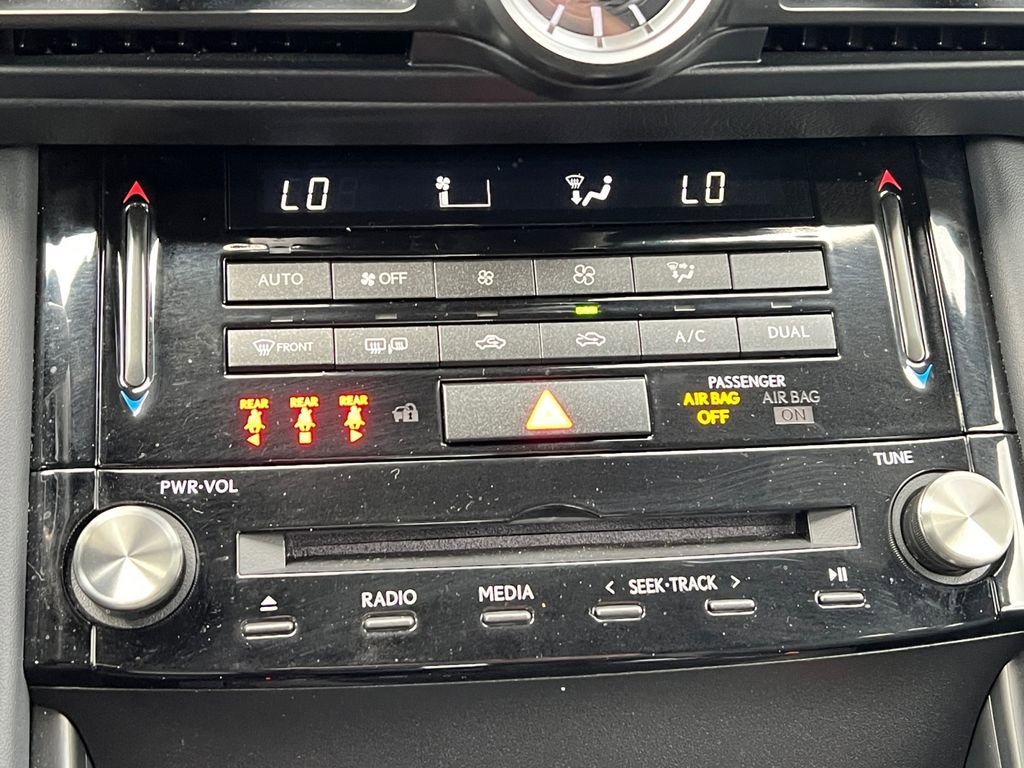 LO LO
AUTO OFF
FRONT A/C DUAL
REAR REAR REAR
PASSENGER
AIR BAG OFF
AIR BAG ON
PWR·VOL
TUNE
RADIO MEDIA < SEEK·TRACK >